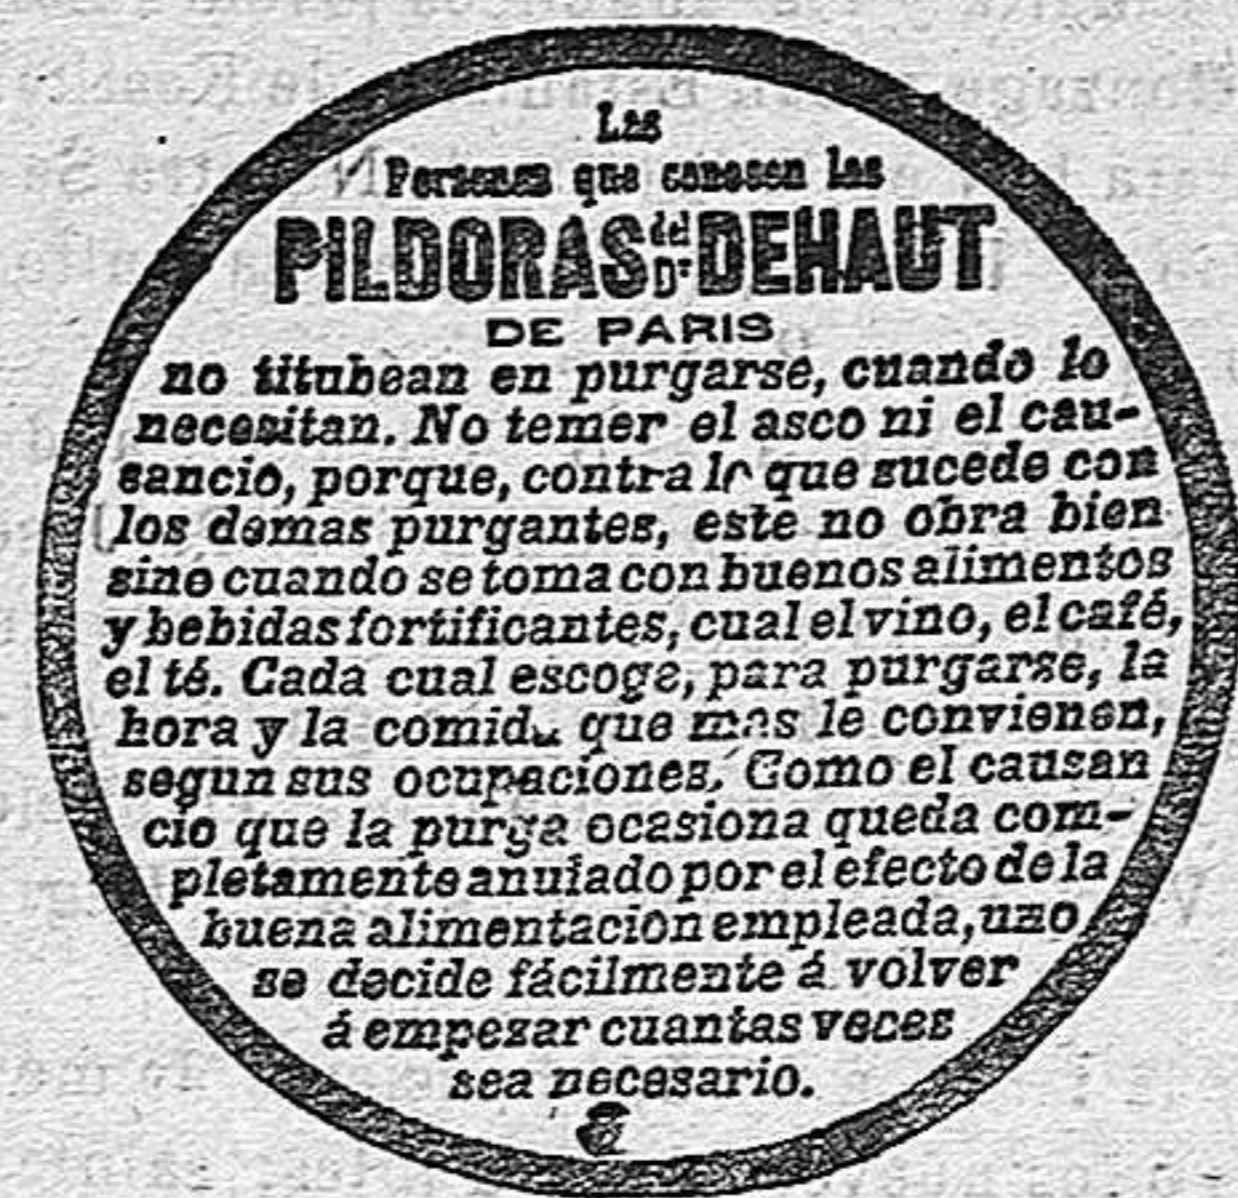 Las
Personas que conocen las
PILDORAS del Dr DEHAUT
DE PARIS
no titubean en purgarse, cuando lo
necesitan. No temen el asco ni el cau-
sancio, porque, contra lo que sucede con
los demas purgantes, este no obra bien
sino cuando se toma con buenos alimentos
y bebidas fortificantes, cual el vino, el café,
el té. Cada cual escoge, para purgarse, la
hora y la comida que mas le convienen,
segun sus ocupaciones. Como el causan
cio que la purga ocasiona queda com-
pletamente anulado por el efecto de la
buena alimentacion empleada, uno
se decide fácilmente á volver
á empezar cuantas veces
sea necesario.